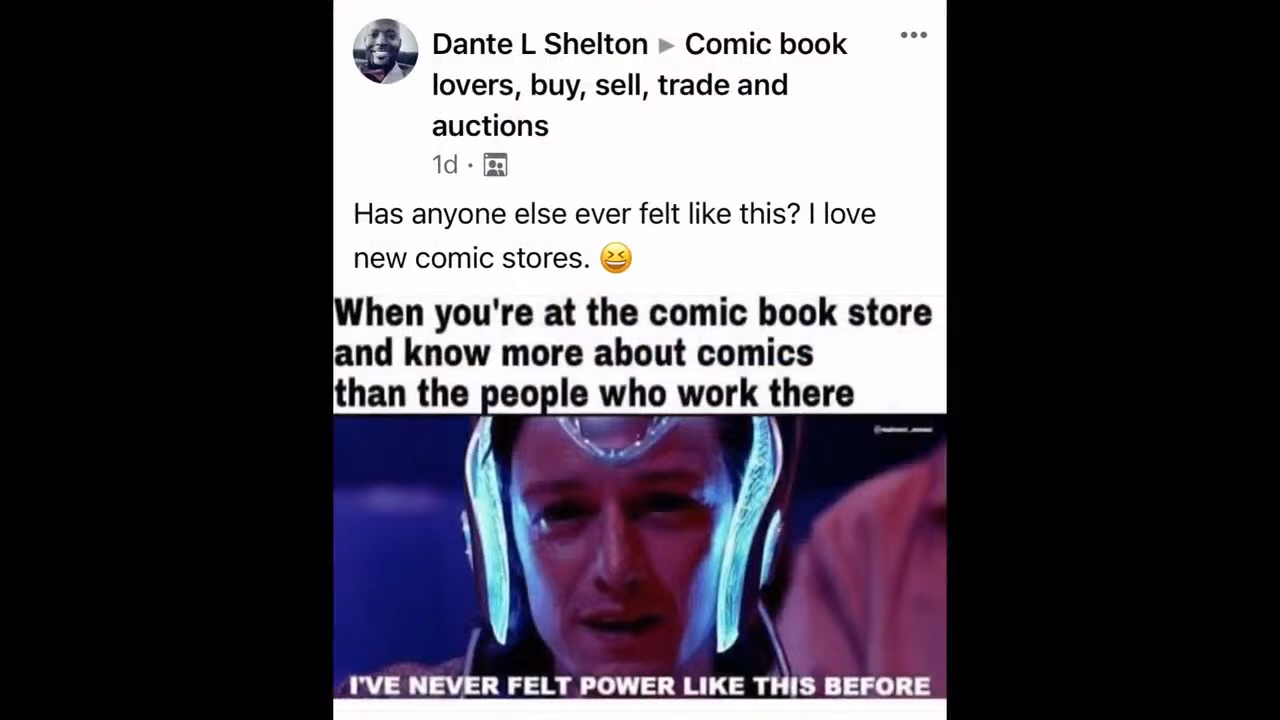 Dante L Shelton ▸ Comic book
lovers, buy, sell, trade and
auctions
1d ·
Has anyone else ever felt like this? I love
new comic stores. 😆
When you're at the comic book store
and know more about comics
than the people who work there
I'VE NEVER FELT POWER LIKE THIS BEFORE